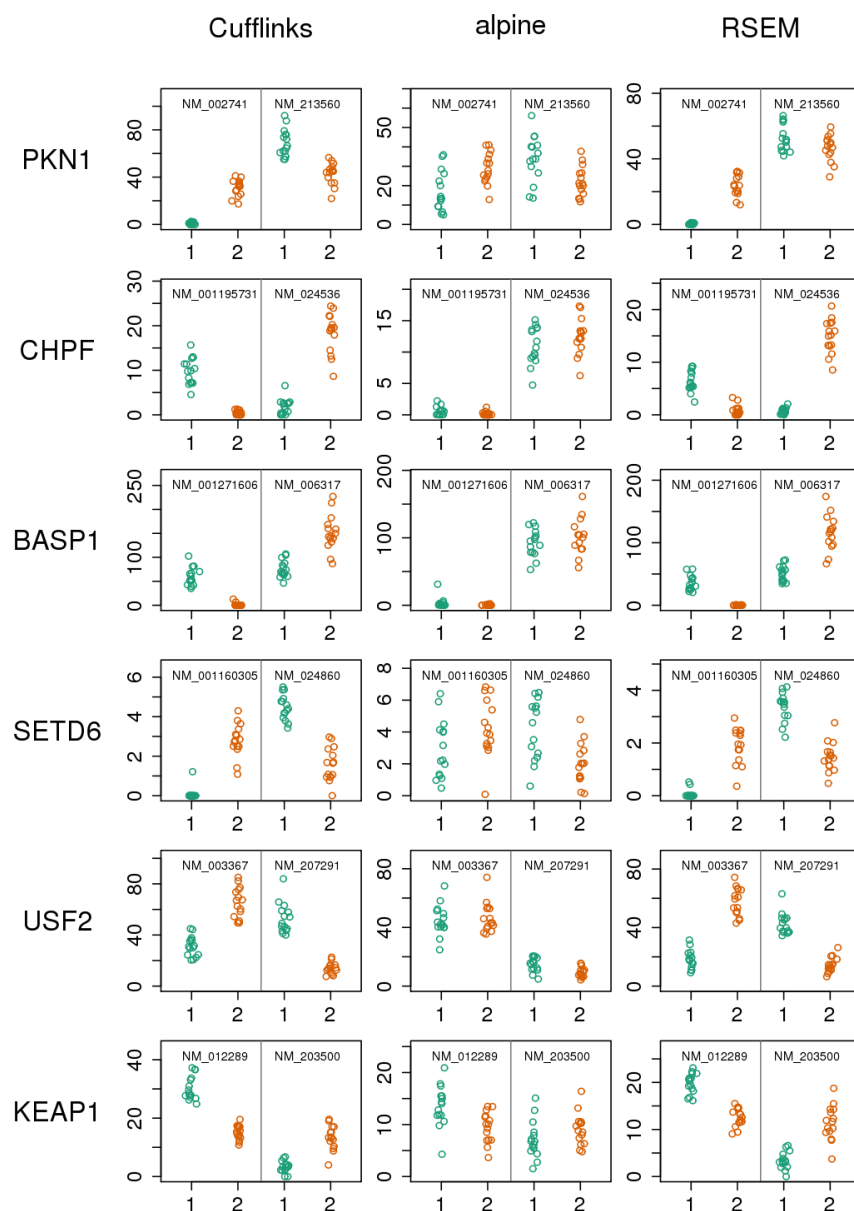 Cufflinks alpine RSEM
PKN1
NM_002741 NM_213560
0 40 80
1 2 1 2
NM_002741 NM_213560
0 20 50
1 2 1 2
NM_002741 NM_213560
0 40 80
1 2 1 2
CHPF
NM_001195731 NM_024536
0 10 20 30
1 2 1 2
NM_001195731 NM_024536
0 5 15
1 2 1 2
NM_001195731 NM_024536
0 10 20
1 2 1 2
BASP1
NM_001271606 NM_006317
0 100 250
1 2 1 2
NM_001271606 NM_006317
0 100 200
1 2 1 2
NM_001271606 NM_006317
0 100 200
1 2 1 2
SETD6
NM_001160305 NM_024860
0 2 4 6
1 2 1 2
NM_001160305 NM_024860
0 2 4 6 8
1 2 1 2
NM_001160305 NM_024860
0 2 4
1 2 1 2
USF2
NM_003367 NM_207291
0 40 80
1 2 1 2
NM_003367 NM_207291
0 40 80
1 2 1 2
NM_003367 NM_207291
0 40 80
1 2 1 2
KEAP1
NM_012289 NM_203500
0 20 40
1 2 1 2
NM_012289 NM_203500
0 10 20
1 2 1 2
NM_012289 NM_203500
0 10 20
1 2 1 2